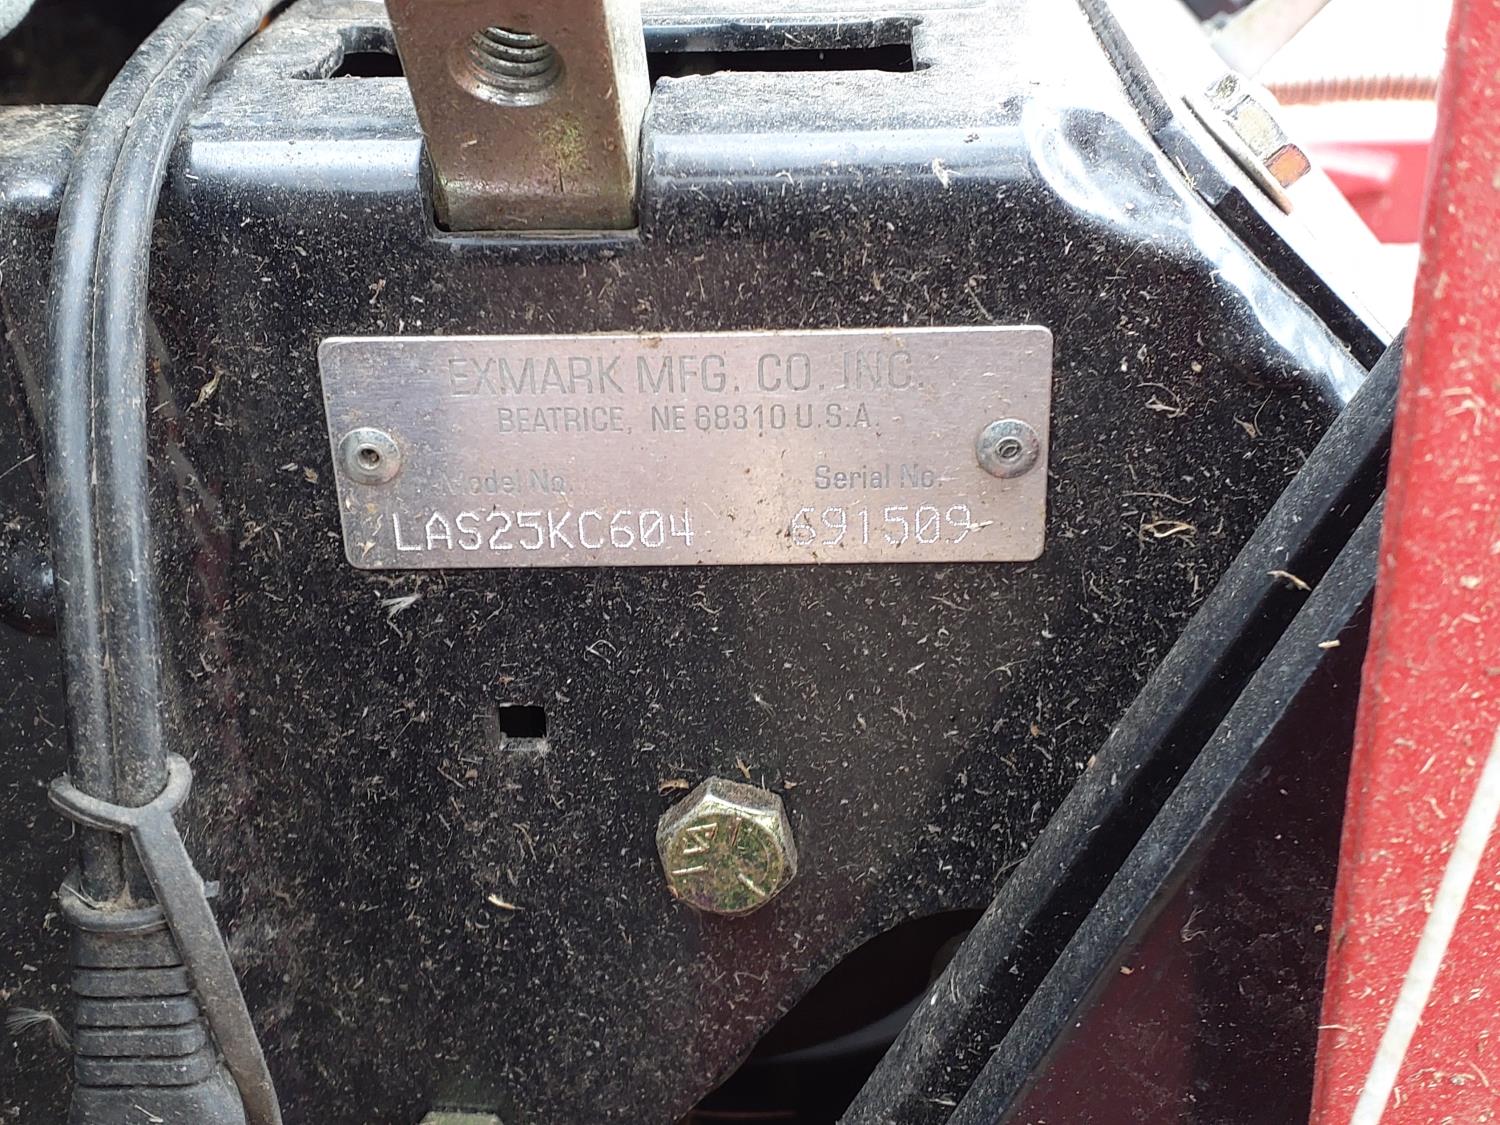 EXMARK MFG. CO. INC.
BEATRICE, NE 68310 U.S.A.
Model No. Serial No.
LAS25KC604 691509